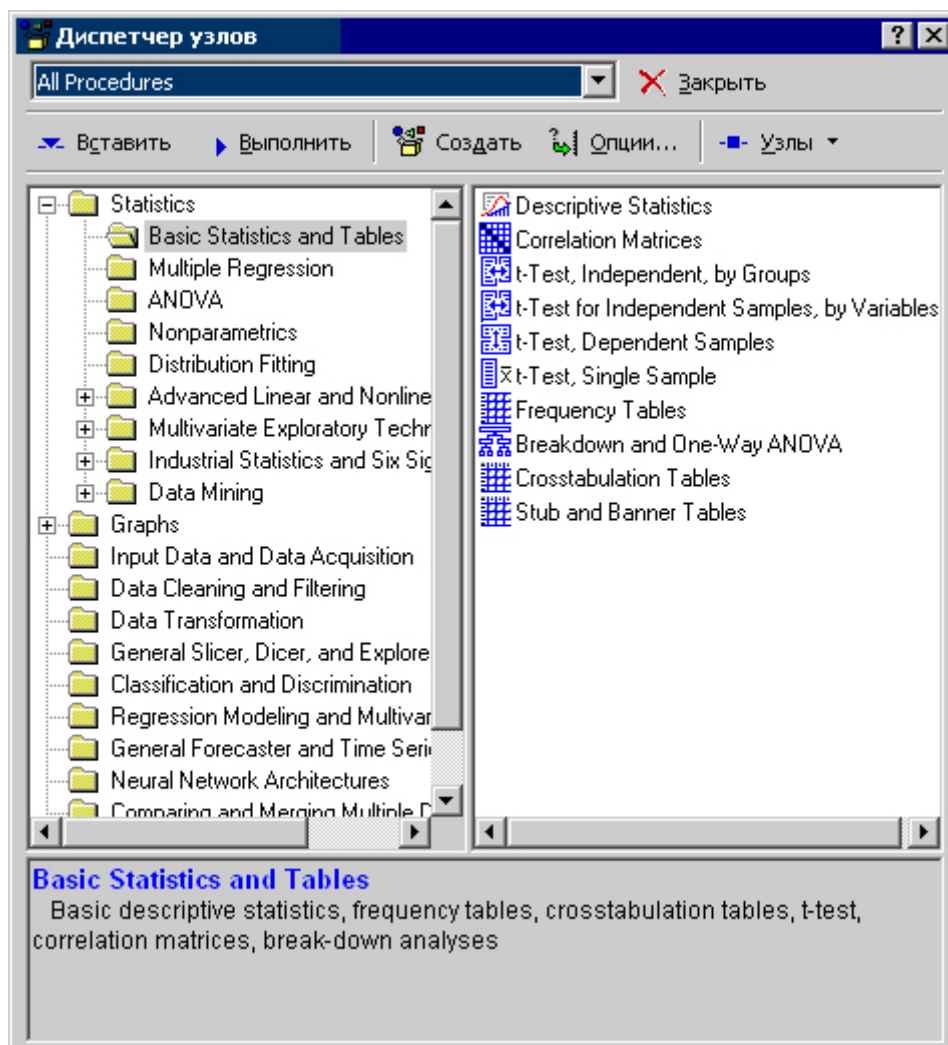 Диспетчер узлов
All Procedures
Закрыть
Вставить Выполнить Создать Опции... Узлы
Statistics
Basic Statistics and Tables
Multiple Regression
ANOVA
Nonparametrics
Distribution Fitting
Advanced Linear and Nonline
Multivariate Exploratory Techr
Industrial Statistics and Six Sig
Data Mining
Graphs
Input Data and Data Acquisition
Data Cleaning and Filtering
Data Transformation
General Slicer, Dicer, and Explore
Classification and Discrimination
Regression Modeling and Multivar
General Forecaster and Time Seri
Neural Network Architectures
Comparing and Merging Multiple D
Descriptive Statistics
Correlation Matrices
t-Test, Independent, by Groups
t-Test for Independent Samples, by Variables
t-Test, Dependent Samples
t-Test, Single Sample
Frequency Tables
Breakdown and One-Way ANOVA
Crosstabulation Tables
Stub and Banner Tables
Basic Statistics and Tables
Basic descriptive statistics, frequency tables, crosstabulation tables, t-test,
correlation matrices, break-down analyses